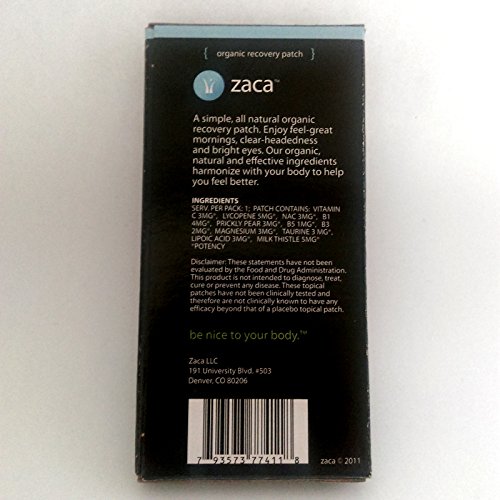 { organic recovery patch }
zaca™
A simple, all natural organic
recovery patch. Enjoy feel-great
mornings, clear-headedness
and bright eyes. Our organic,
natural and effective ingredients
harmonize with your body to help
you feel better.
INGREDIENTS
SERV. PER PACK: 1; PATCH CONTAINS: VITAMIN
C 3MG*, LYCOPENE 5MG*, NAC 3MG*, B1
4MG*, PRICKLY PEAR 3MG*, B5 1MG*, B3
2MG*, MAGNESIUM 3MG*, TAURINE 3 MG*,
LIPOIC ACID 3MG*, MILK THISTLE 5MG*
*POTENCY
Disclaimer: These statements have not been
evaluated by the Food and Drug Administration.
This product is not intended to diagnose, treat,
cure or prevent any disease. These topical
patches have not been clinically tested and
therefore are not clinically known to have any
efficacy beyond that of a placebo topical patch.
be nice to your body.™
Zaca LLC
191 University Blvd. #503
Denver, CO 80206
7 93573 77411 8
zaca © 2011